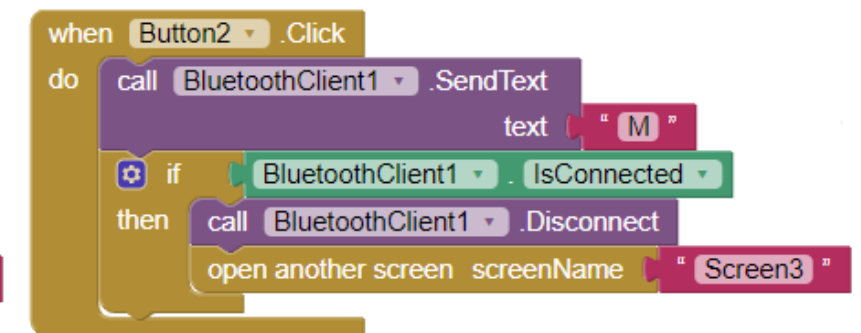 when Button2 .Click
do call BluetoothClient1 .SendText
text “ M ”
if BluetoothClient1 . IsConnected
then call BluetoothClient1 .Disconnect
open another screen screenName “ Screen3 ”